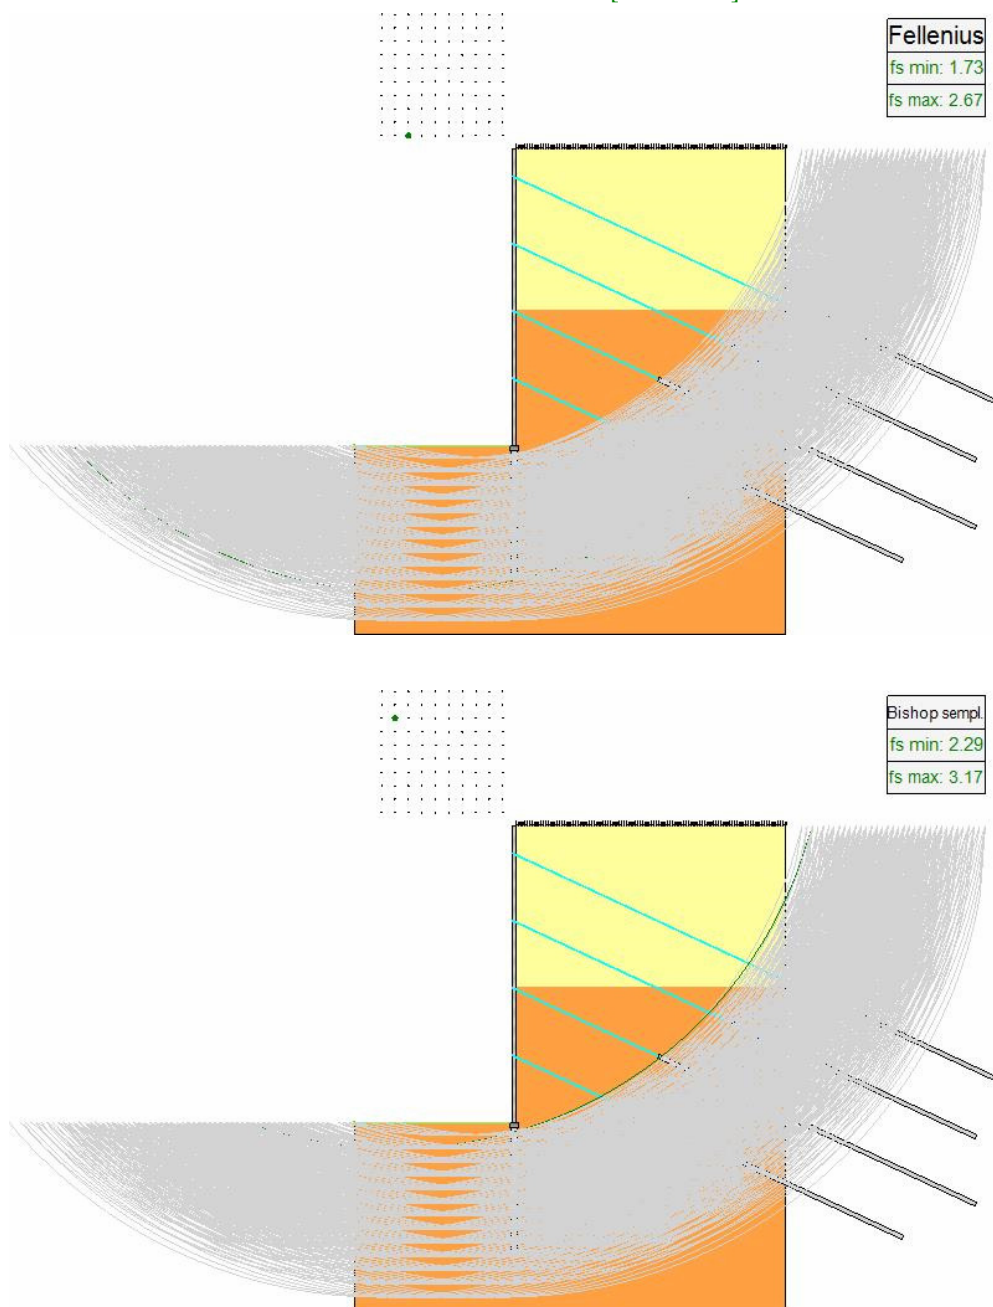 Fellenius
fs min: 1.73
fs max: 2.67
Bishop sempl.
fs min: 2.29
fs max: 3.17